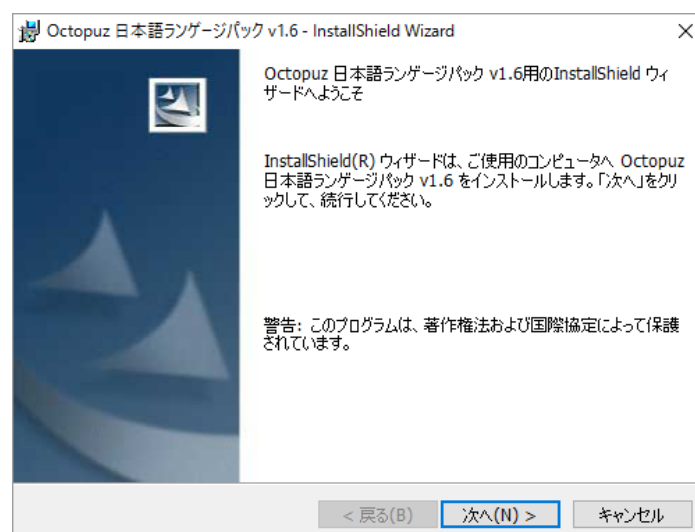 Octopuz 日本語ランゲージパック v1.6 - InstallShield Wizard
Octopuz 日本語ランゲージパック v1.6用のInstallShield ウィ
ザードへようこそ
InstallShield(R) ウィザードは、ご使用のコンピュータへ Octopuz
日本語ランゲージパック v1.6 をインストールします。「次へ」をクリ
ックして、続行してください。
警告: このプログラムは、著作権法および国際協定によって保護
されています。
< 戻る(B) 次へ(N) > キャンセル